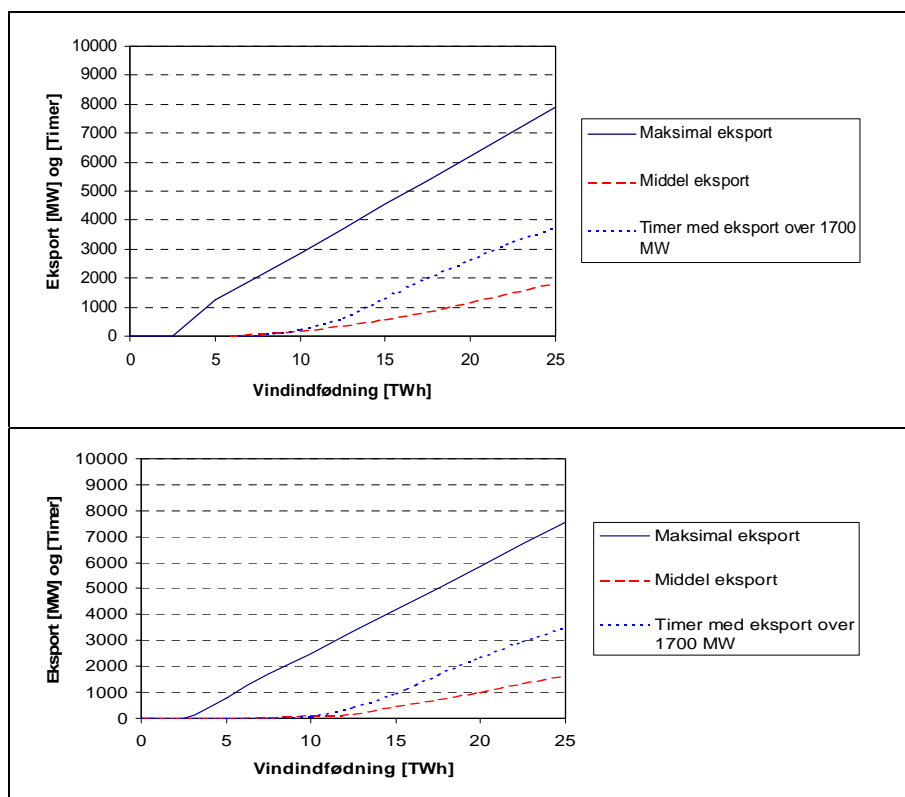 10000
9000
8000
7000
6000
5000
4000
3000
2000
1000
0
Eksport [MW] og [Timer]
0 5 10 15 20 25
Vindindfødning [TWh]
Maksimal eksport
Middel eksport
Timer med eksport over 1700
MW
10000
9000
8000
7000
6000
5000
4000
3000
2000
1000
0
Eksport [MW] og [Timer]
0 5 10 15 20 25
Vindindfødning [TWh]
Maksimal eksport
Middel eksport
Timer med eksport over
1700 MW